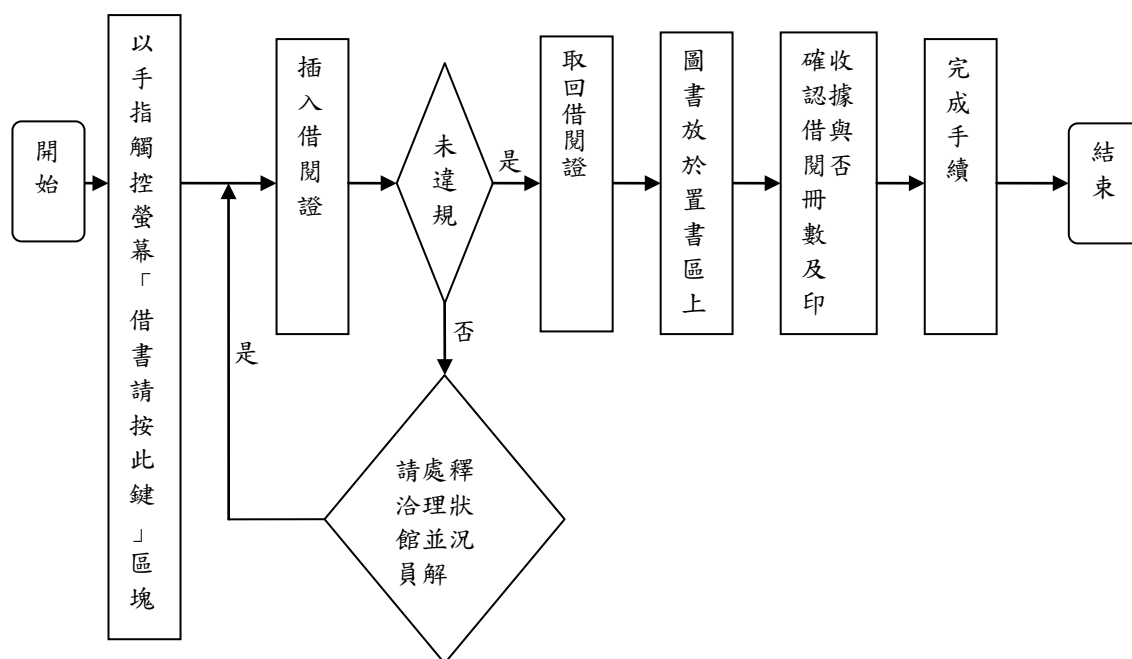 開始
以手指觸控螢幕「借書請按此鍵」區塊
插入借閱證
未違規
是
取回借閱證
圖書放於置書區上
確認借閱冊數及印
收據與否
完成手續
結束
否
是
請洽館員
處理並解
釋狀況